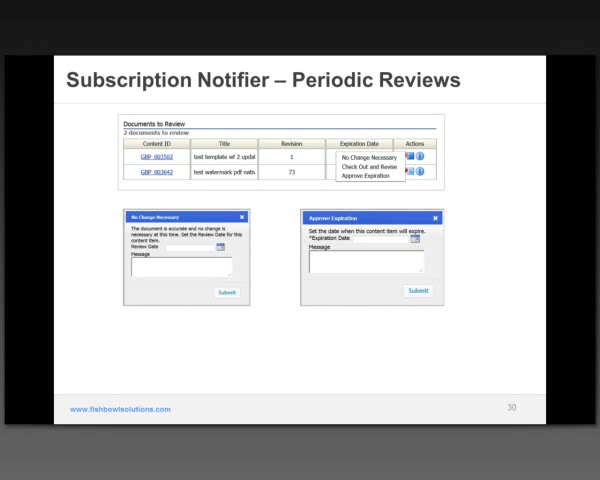 Subscription Notifier – Periodic Reviews
Documents to Review
2 documents to review
Content ID Title Revision Expiration Date Actions
GBP_003502 test template wf 2 updat 1
No Change Necessary
Check Out and Revise
Approve Expiration
GBP_003642 test watermark pdf nativ 73
No Change Necessary
The document is accurate and no change is
necessary at this time. Set the Review Date for this
content item.
Review Date
Message
Submit
Approve Expiration
Set the date when this content item will expire.
*Expiration Date
Message
Submit
www.fishbowlsolutions.com
30